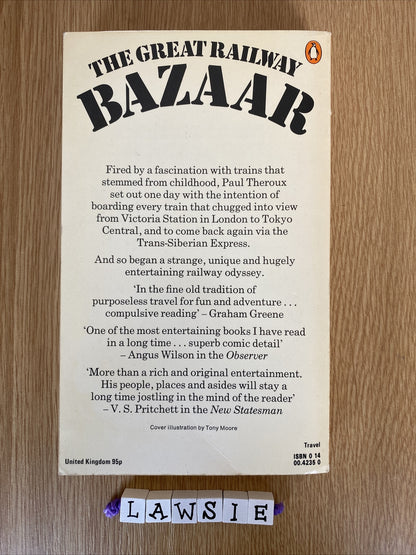 THE GREAT RAILWAY
BAZAAR
Fired by a fascination with trains that
stemmed from childhood, Paul Theroux
set out one day with the intention of
boarding every train that chugged into view
from Victoria Station in London to Tokyo
Central, and to come back again via the
Trans-Siberian Express.
And so began a strange, unique and hugely
entertaining railway odyssey.
'In the fine old tradition of
purposeless travel for fun and adventure . . .
compulsive reading' – Graham Greene
'One of the most entertaining books I have read
in a long time . . . superb comic detail'
– Angus Wilson in the Observer
'More than a rich and original entertainment.
His people, places and asides will stay a
long time jostling in the mind of the reader'
– V. S. Pritchett in the New Statesman
Cover illustration by Tony Moore
Travel
United Kingdom 95p
ISBN 0 14
00.4235 0
LAWSIE